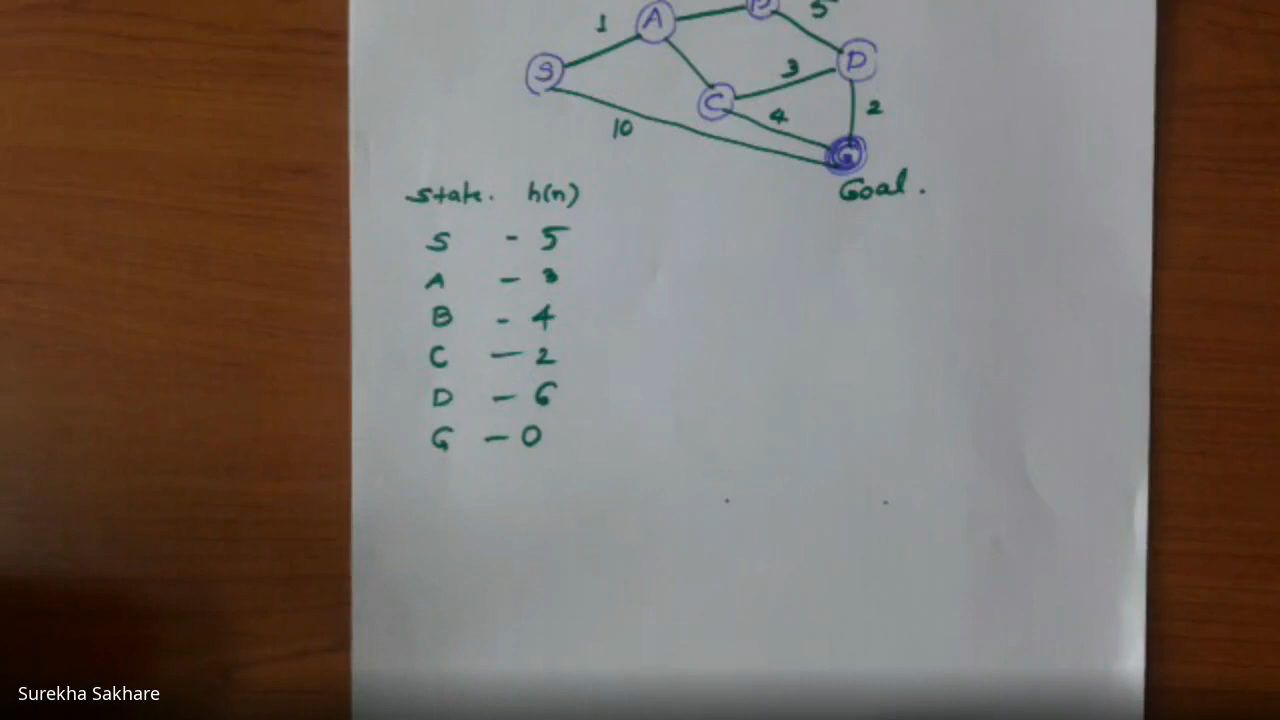 1 A B 5
S D
3
C 2
4
10 G
Goal.
State. h(n)
S - 5
A - 3
B - 4
C - 2
D - 6
G - 0
Surekha Sakhare